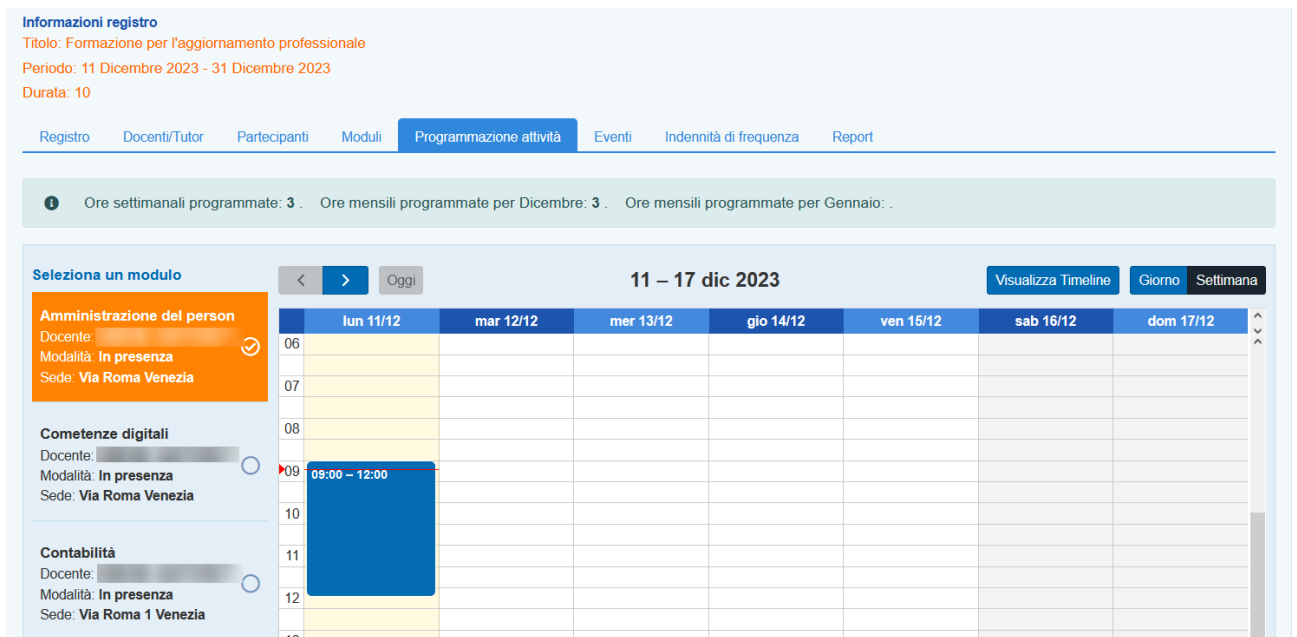 Informazioni registro
Titolo: Formazione per l'aggiornamento professionale
Periodo: 11 Dicembre 2023 - 31 Dicembre 2023
Durata: 10
Registro Docenti/Tutor Partecipanti Moduli Programmazione attività Eventi Indennità di frequenza Report
Ore settimanali programmate: 3 . Ore mensili programmate per Dicembre: 3 . Ore mensili programmate per Gennaio: .
Seleziona un modulo
Amministrazione del person
Docente:
Modalità: In presenza
Sede: Via Roma Venezia
Cometenze digitali
Docente:
Modalità: In presenza
Sede: Via Roma Venezia
Contabilità
Docente:
Modalità: In presenza
Sede: Via Roma 1 Venezia
Oggi 11 – 17 dic 2023 Visualizza Timeline Giorno Settimana
lun 11/12 mar 12/12 mer 13/12 gio 14/12 ven 15/12 sab 16/12 dom 17/12
06
07
08
09 09:00 – 12:00
10
11
12